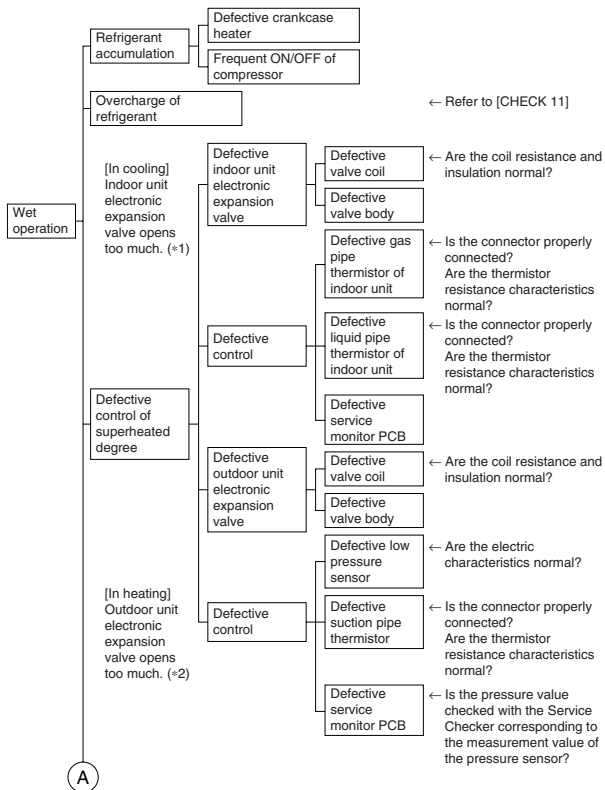 Wet
operation
Refrigerant
accumulation
Defective crankcase
heater
Frequent ON/OFF of
compressor
Overcharge of
refrigerant
← Refer to [CHECK 11]
[In cooling]
Indoor unit
electronic
expansion
valve opens
too much. (∗1)
Defective
control of
superheated
degree
Defective
indoor unit
electronic
expansion
valve
Defective
valve coil
← Are the coil resistance and
insulation normal?
Defective
valve body
Defective
control
Defective gas
pipe
thermistor of
indoor unit
← Is the connector properly
connected?
Are the thermistor
resistance characteristics
normal?
Defective
liquid pipe
thermistor of
indoor unit
← Is the connector properly
connected?
Are the thermistor
resistance characteristics
normal?
Defective
service
monitor PCB
[In heating]
Outdoor unit
electronic
expansion
valve opens
too much. (∗2)
Defective
outdoor unit
electronic
expansion
valve
Defective
valve coil
← Are the coil resistance and
insulation normal?
Defective
valve body
Defective
control
Defective low
pressure
sensor
← Are the electric
characteristics normal?
Defective
suction pipe
thermistor
← Is the connector properly
connected?
Are the thermistor
resistance characteristics
normal?
Defective
service
monitor PCB
← Is the pressure value
checked with the Service
Checker corresponding to
the measurement value of
the pressure sensor?
A